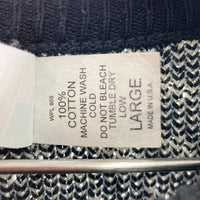 WPL 805
100%
COTTON
MACHINE WASH
COLD
DO NOT BLEACH
TUMBLE DRY
LOW
LARGE
MADE IN U.S.A.